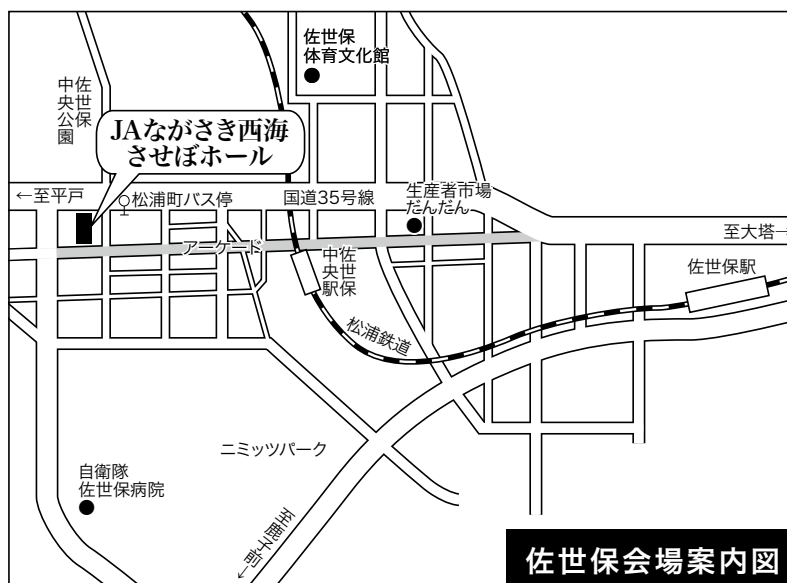 佐世保
体育文化館
佐世保
中央公園
JAながさき西海
させぼホール
←至平戸
松浦町バス停
国道35号線
生産者市場
だんだん
至大塔→
アーケード
佐世保
中央駅
佐世保駅
松浦鉄道
ニミッツパーク
自衛隊
佐世保病院
至鹿子前→
佐世保会場案内図